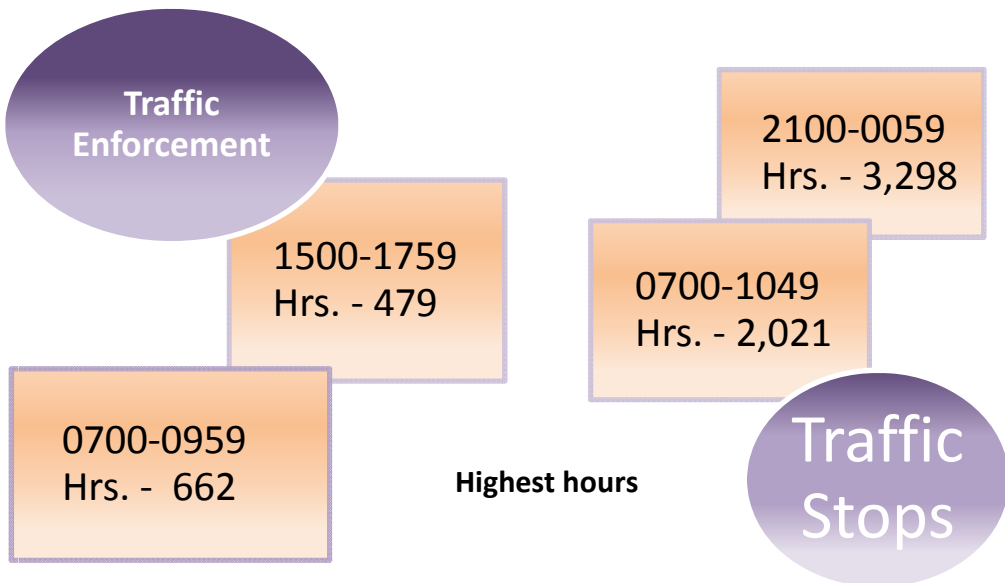 Traffic
Enforcement
1500-1759
Hrs. - 479
0700-0959
Hrs. - 662
Highest hours
2100-0059
Hrs. - 3,298
0700-1049
Hrs. - 2,021
Traffic
Stops